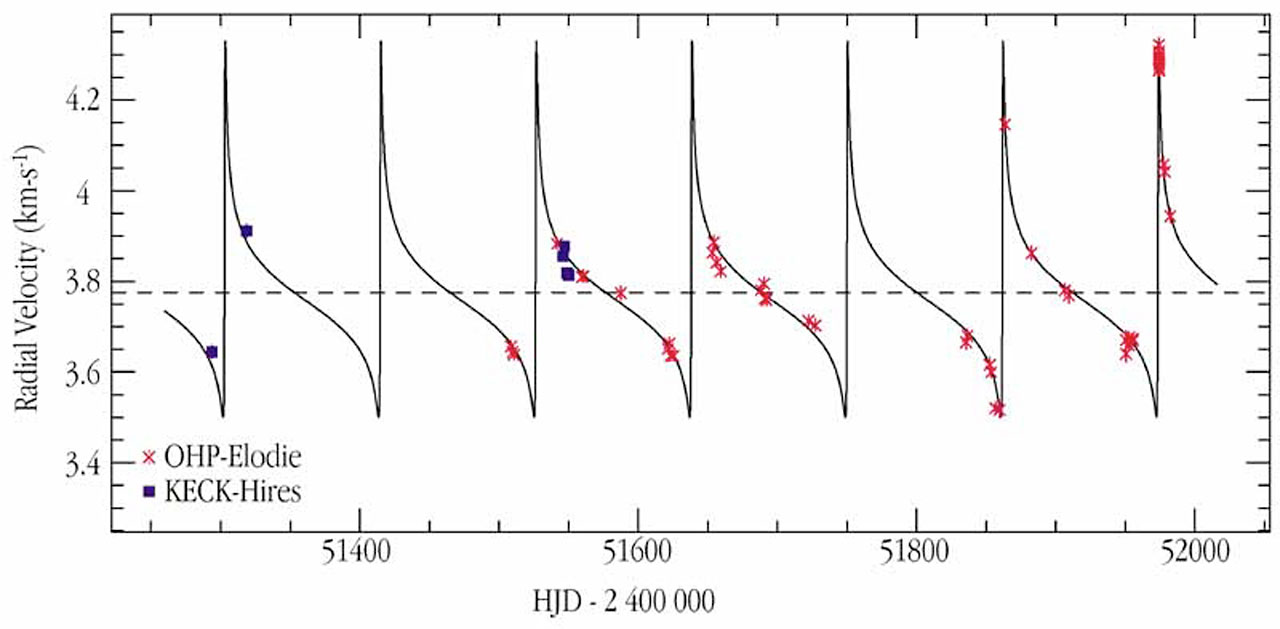 4.2
4
3.8
3.6
3.4
Radial Velocity (km-s-1)
OHP-Elodie
KECK-Hires
51400 51600 51800 52000
HJD - 2 400 000